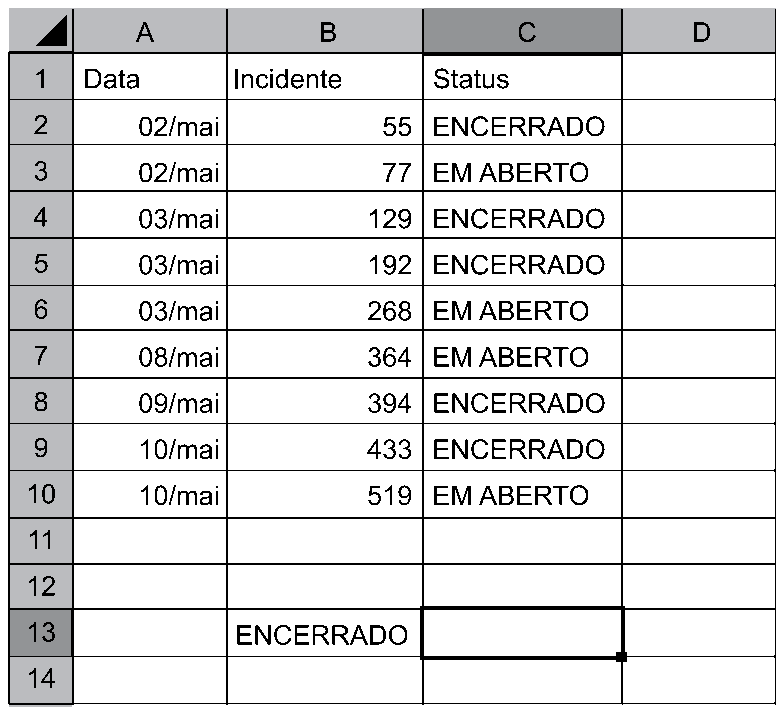 A B C D
1 Data Incidente Status
2 02/mai 55 ENCERRADO
3 02/mai 77 EM ABERTO
4 03/mai 129 ENCERRADO
5 03/mai 192 ENCERRADO
6 03/mai 268 EM ABERTO
7 08/mai 364 EM ABERTO
8 09/mai 394 ENCERRADO
9 10/mai 433 ENCERRADO
10 10/mai 519 EM ABERTO
11
12
13 ENCERRADO
14